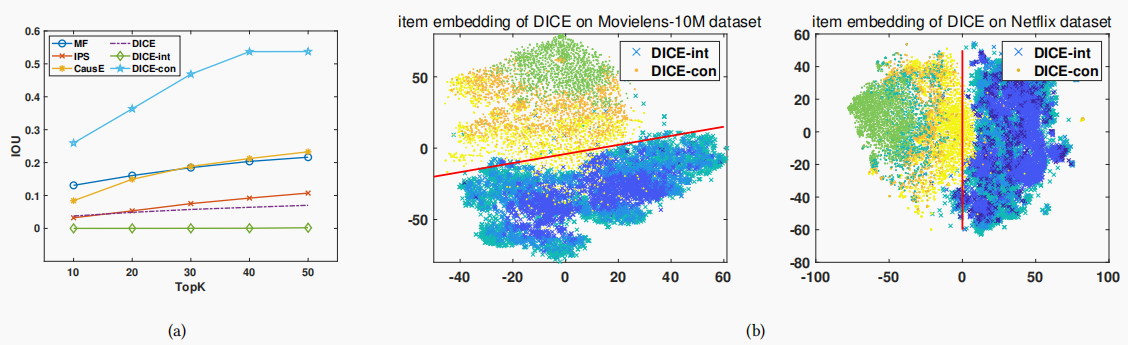 item embedding of DICE on Movielens-10M dataset
item embedding of DICE on Netflix dataset
0.6
0.5
0.4
0.3
0.2
0.1
0
IOU
MF
IPS
CausE
DICE
DICE-int
DICE-con
10
20
30
40
50
TopK
(a)
50
0
-50
DICE-int
DICE-con
-40
-20
0
20
40
60
60
40
20
0
-20
-40
-60
-80
DICE-int
DICE-con
-100
-50
0
50
100
(b)